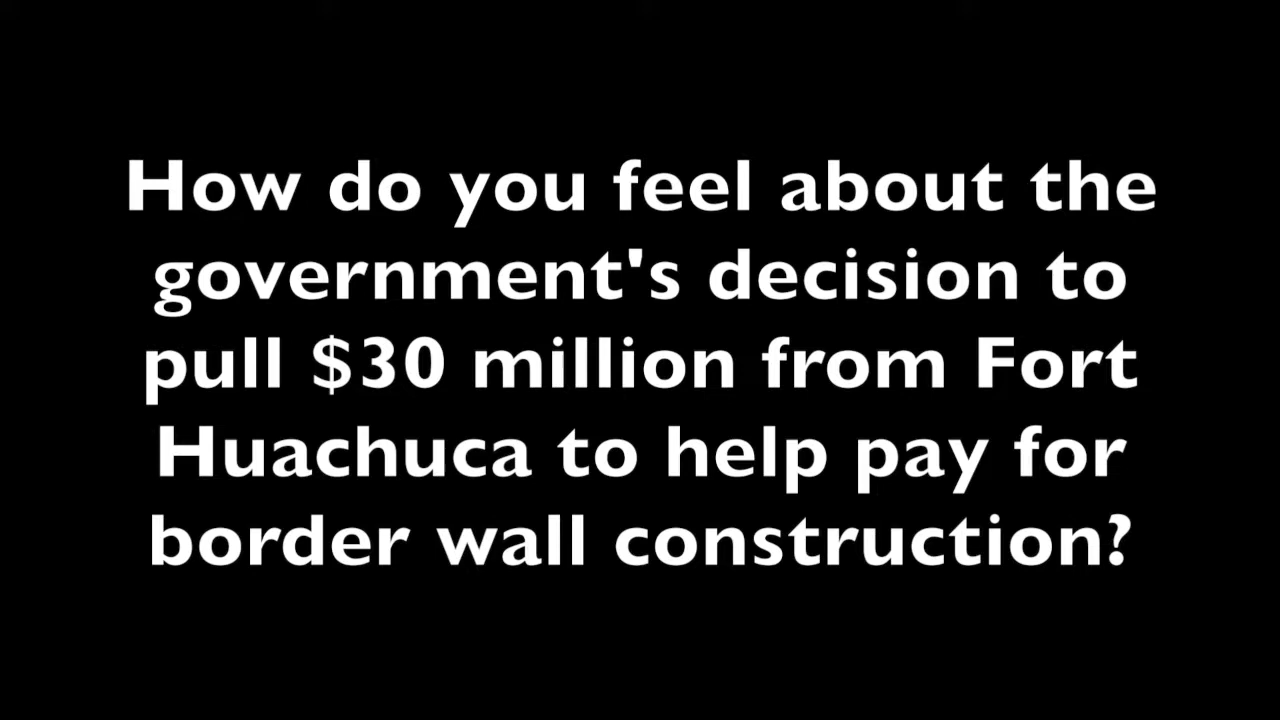 How do you feel about the
government's decision to
pull $30 million from Fort
Huachuca to help pay for
border wall construction?